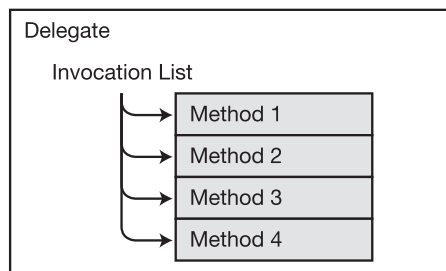 Delegate
Invocation List
Method 1
Method 2
Method 3
Method 4